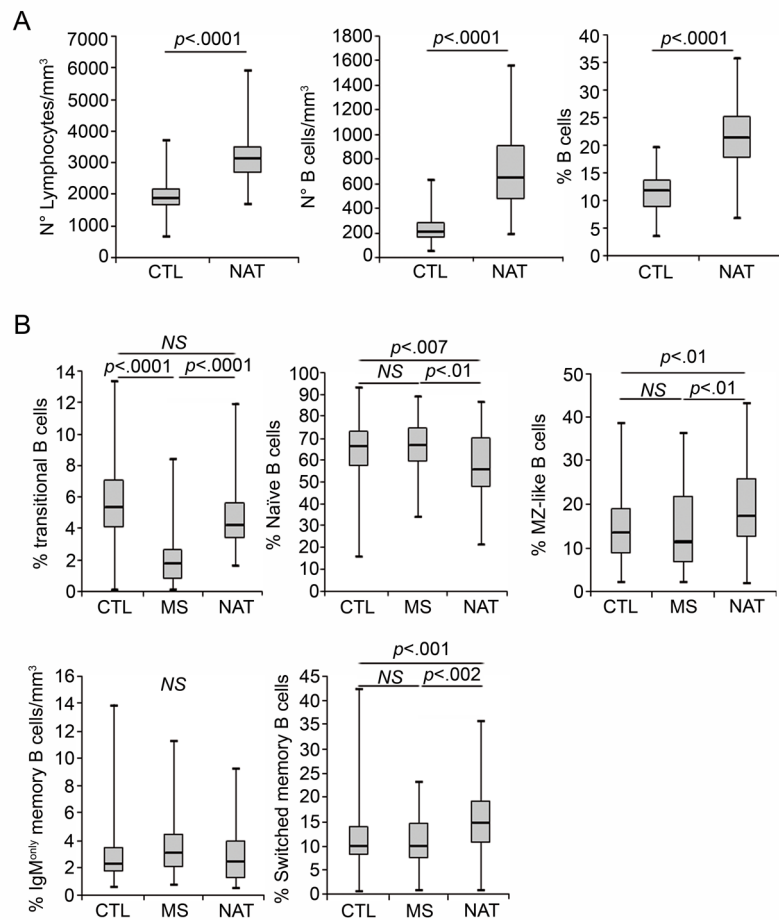 A
N° Lymphocytes/mm³
7000
6000
5000
4000
3000
2000
1000
0
p<.0001
CTL NAT
N° B cells/mm³
1800
1600
1400
1200
1000
800
600
400
200
0
p<.0001
CTL NAT
% B cells
40
35
30
25
20
15
10
5
0
p<.0001
CTL NAT
B
% transitional B cells
14
12
10
8
6
4
2
0
NS
p<.0001 p<.0001
CTL MS NAT
% Naïve B cells
100
90
80
70
60
50
40
30
20
10
0
p<.007
NS p<.01
CTL MS NAT
% MZ-like B cells
50
40
30
20
10
0
p<.01
NS p<.01
CTL MS NAT
% IgMᵒⁿˡʸ memory B cells/mm³
16
14
12
10
8
6
4
2
0
NS
CTL MS NAT
% Switched memory B cells
45
40
35
30
25
20
15
10
5
0
p<.001
NS p<.002
CTL MS NAT